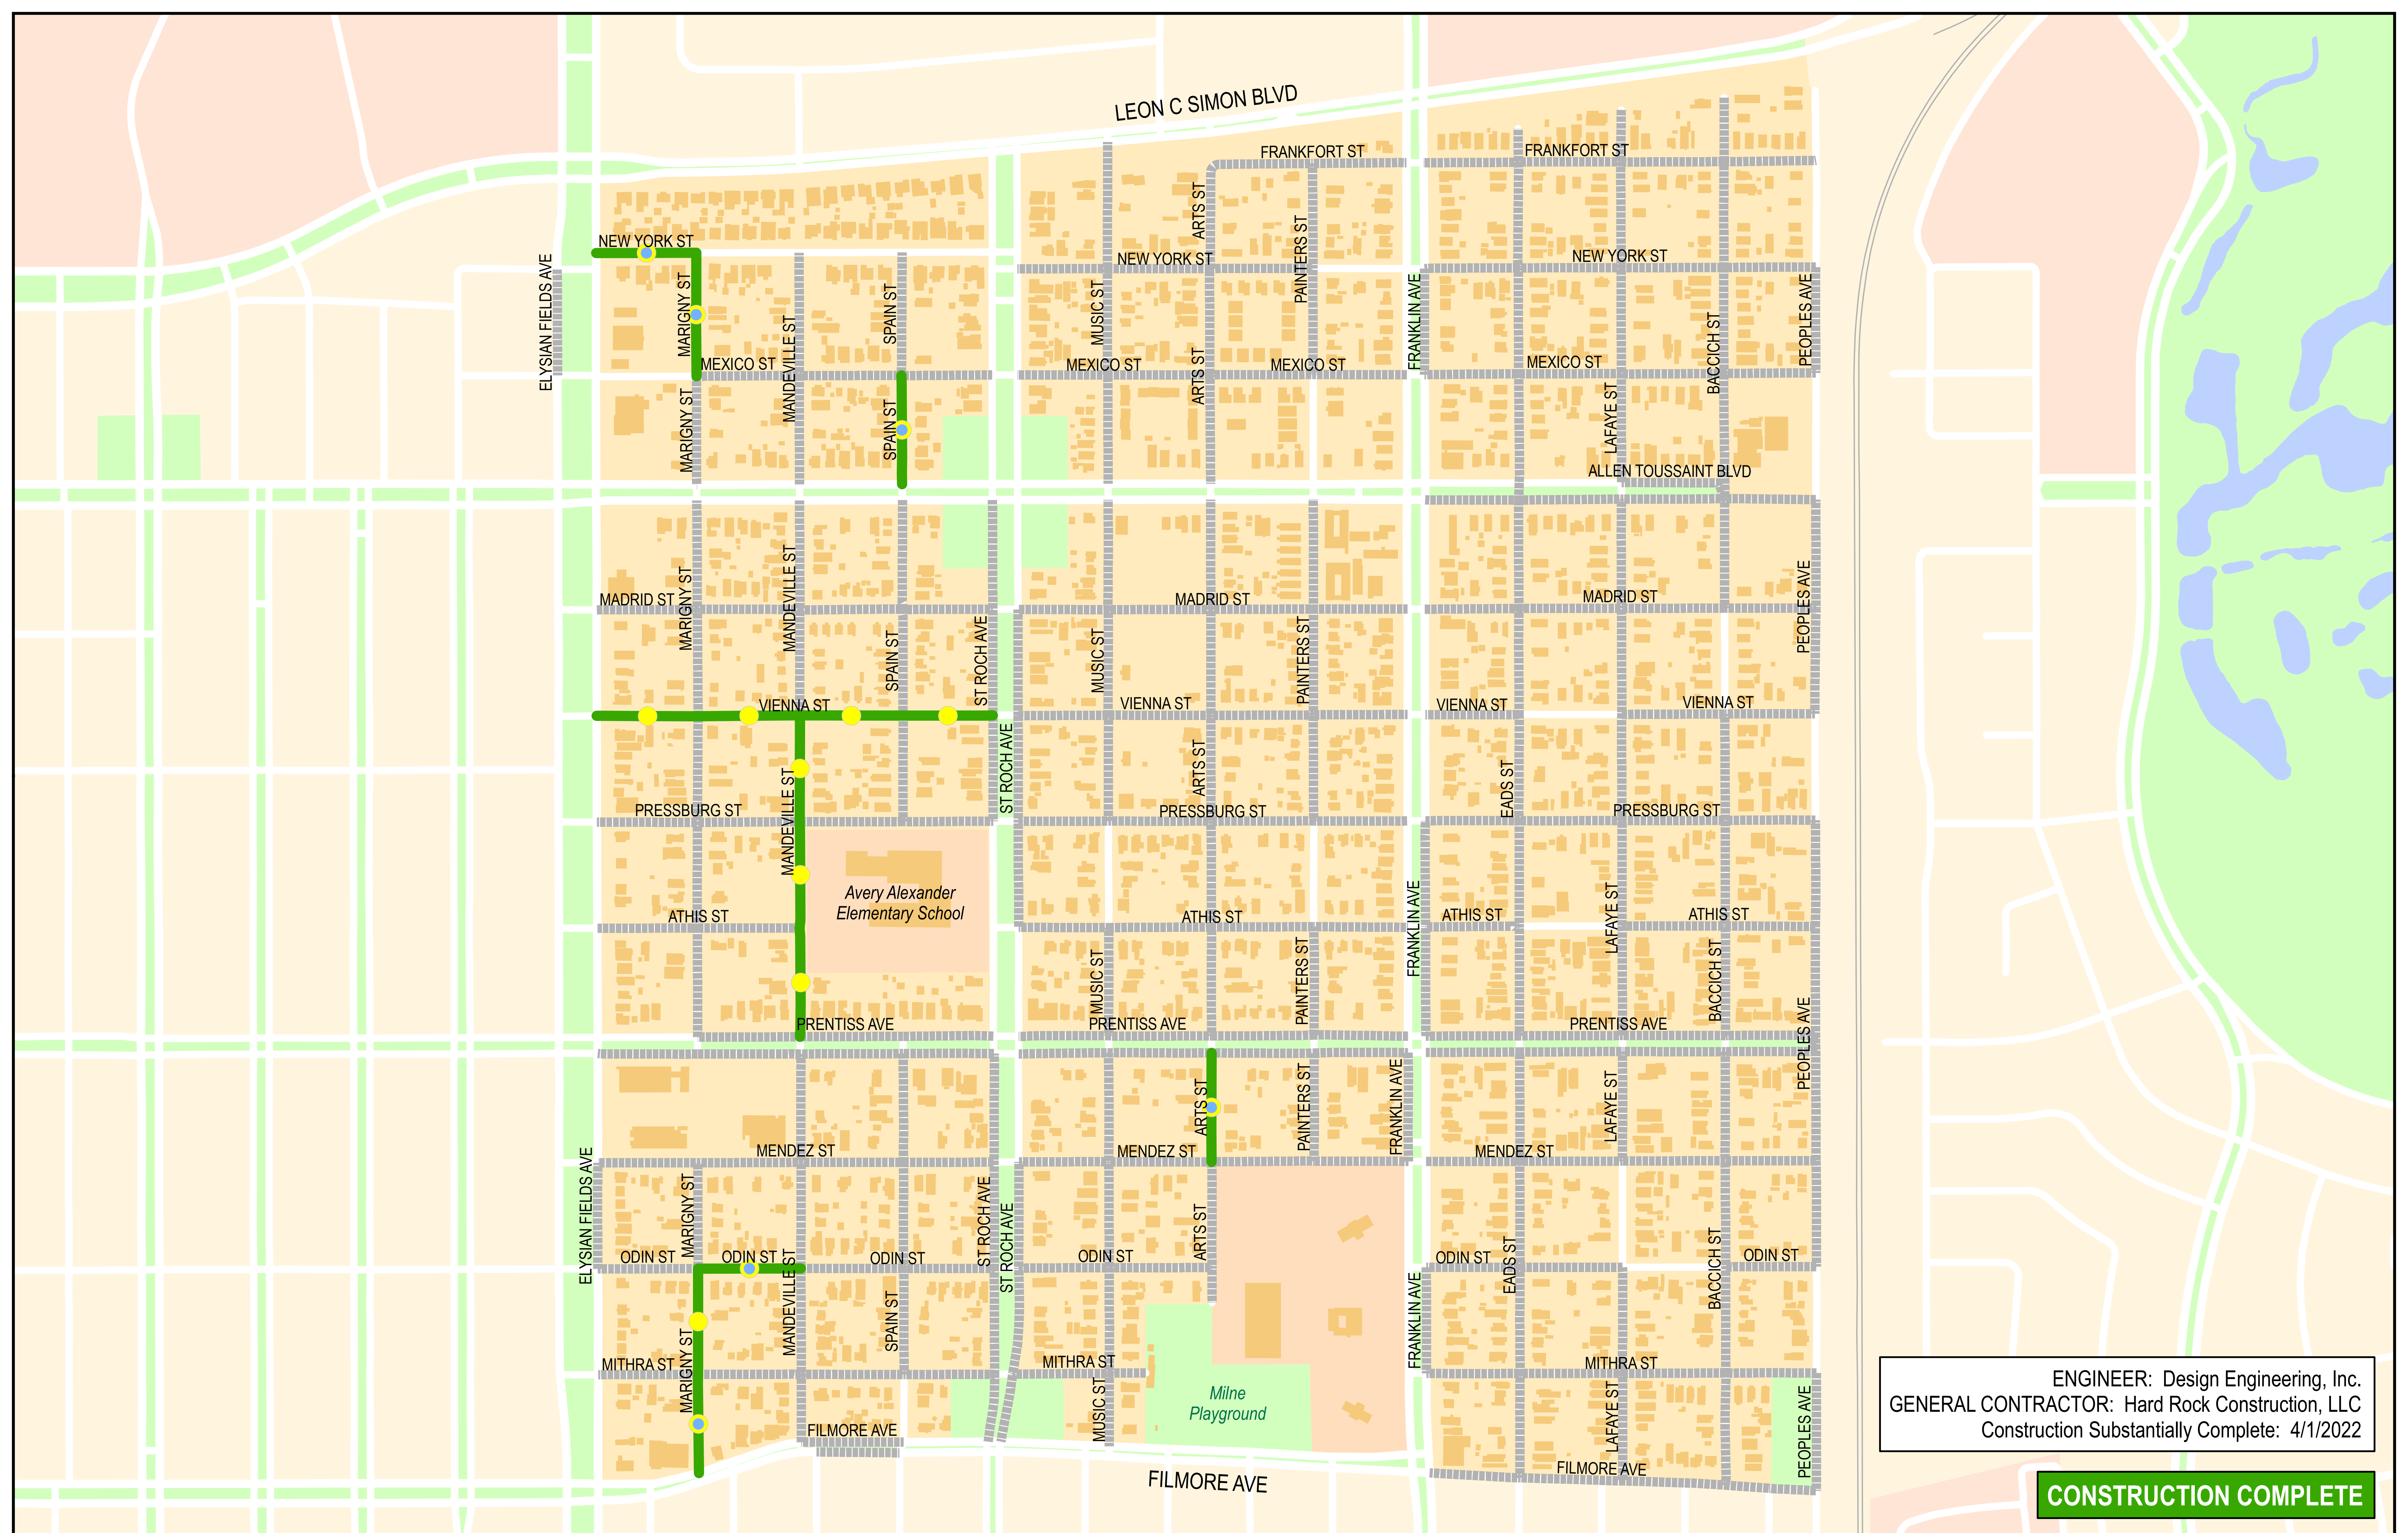 LEON C SIMON BLVD
FRANKFORT ST
FRANKFORT ST
ARTS ST
PAINTERS ST
NEW YORK ST
NEW YORK ST
NEW YORK ST
ELYSIAN FIELDS AVE
MARIGNY ST
MANDEVILLE ST
SPAIN ST
MUSIC ST
FRANKLIN AVE
BACCICH ST
PEOPLES AVE
MEXICO ST
MEXICO ST
MEXICO ST
MEXICO ST
ARTS ST
MARIGNY ST
SPAIN ST
LAFAYE ST
ALLEN TOUSSAINT BLVD
MARIGNY ST
MANDEVILLE ST
PEOPLES AVE
MADRID ST
MADRID ST
MADRID ST
SPAIN ST
ST ROCH AVE
MUSIC ST
PAINTERS ST
VIENNA ST
VIENNA ST
VIENNA ST
VIENNA ST
ST ROCH AVE
ARTS ST
EADS ST
MANDEVILLE ST
PRESSBURG ST
PRESSBURG ST
PRESSBURG ST
Avery Alexander
Elementary School
ATHIS ST
ATHIS ST
ATHIS ST
ATHIS ST
FRANKLIN AVE
LAFAYE ST
MUSIC ST
PAINTERS ST
BACCICH ST
PEOPLES AVE
PRENTISS AVE
PRENTISS AVE
PRENTISS AVE
ARTS ST
PAINTERS ST
FRANKLIN AVE
LAFAYE ST
MENDEZ ST
MENDEZ ST
MENDEZ ST
ELYSIAN FIELDS AVE
MARIGNY ST
ST ROCH AVE
ST ROCH AVE
ARTS ST
EADS ST
BACCICH ST
ODIN ST
ODIN ST
ODIN ST
ODIN ST
ODIN ST
ODIN ST
MANDEVILLE ST
SPAIN ST
FRANKLIN AVE
MARIGNY ST
MITHRA ST
MITHRA ST
MITHRA ST
MUSIC ST
Milne
Playground
LAFAYE ST
PEOPLES AVE
FILMORE AVE
FILMORE AVE
FILMORE AVE
ENGINEER: Design Engineering, Inc.
GENERAL CONTRACTOR: Hard Rock Construction, LLC
Construction Substantially Complete: 4/1/2022
CONSTRUCTION COMPLETE